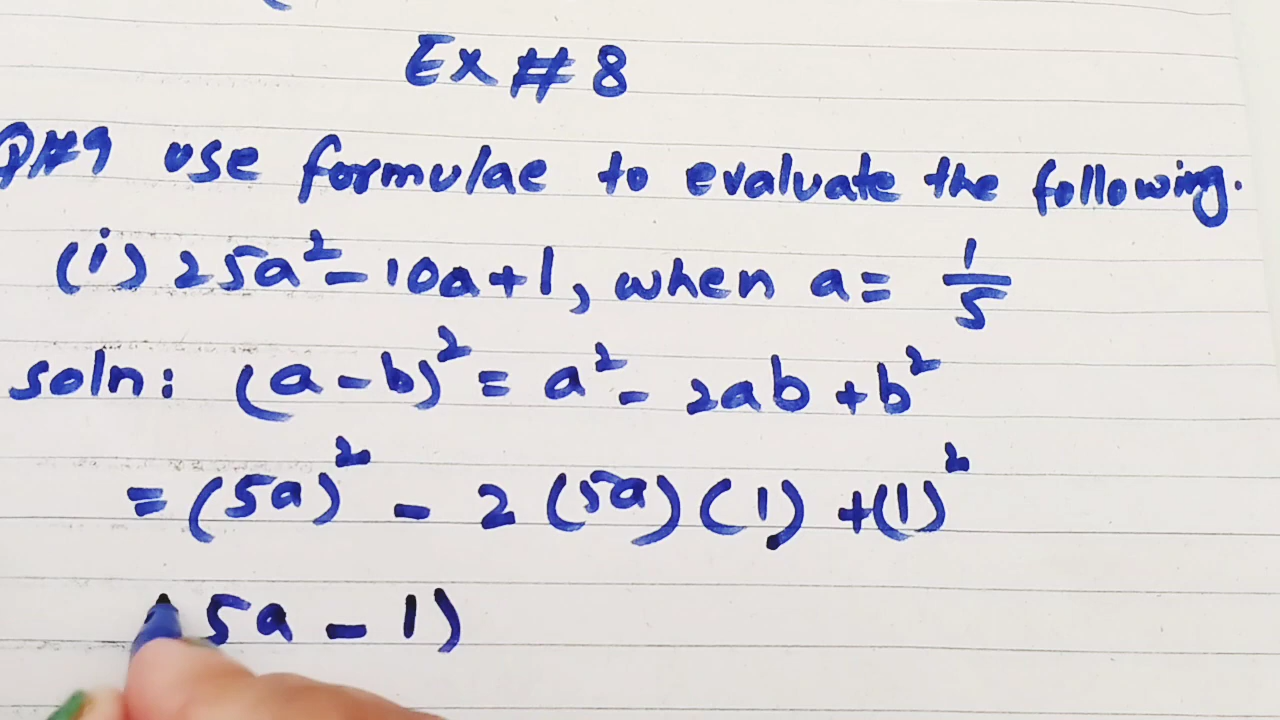 Ex # 8
Q#9 use formulae to evaluate the following.
(i) 25a² - 10a + 1, when a = 1/5
soln: (a - b)² = a² - 2ab + b²
= (5a)² - 2(5a)(1) + (1)²
5a - 1)